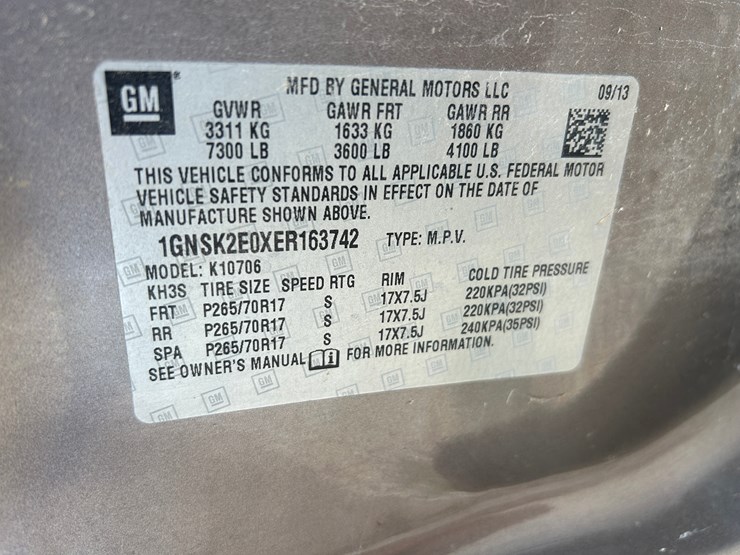 GM
MFD BY GENERAL MOTORS LLC 09/13
GVWR GAWR FRT GAWR RR
3311 KG 1633 KG 1860 KG
7300 LB 3600 LB 4100 LB
THIS VEHICLE CONFORMS TO ALL APPLICABLE U.S. FEDERAL MOTOR
VEHICLE SAFETY STANDARDS IN EFFECT ON THE DATE OF
MANUFACTURE SHOWN ABOVE.
1GNSK2E0XER163742 TYPE: M.P.V.
MODEL: K10706
KH3S TIRE SIZE SPEED RTG RIM COLD TIRE PRESSURE
FRT P265/70R17 S 17X7.5J 220KPA(32PSI)
RR P265/70R17 S 17X7.5J 220KPA(32PSI)
SPA P265/70R17 S 17X7.5J 240KPA(35PSI)
SEE OWNER'S MANUAL i FOR MORE INFORMATION.